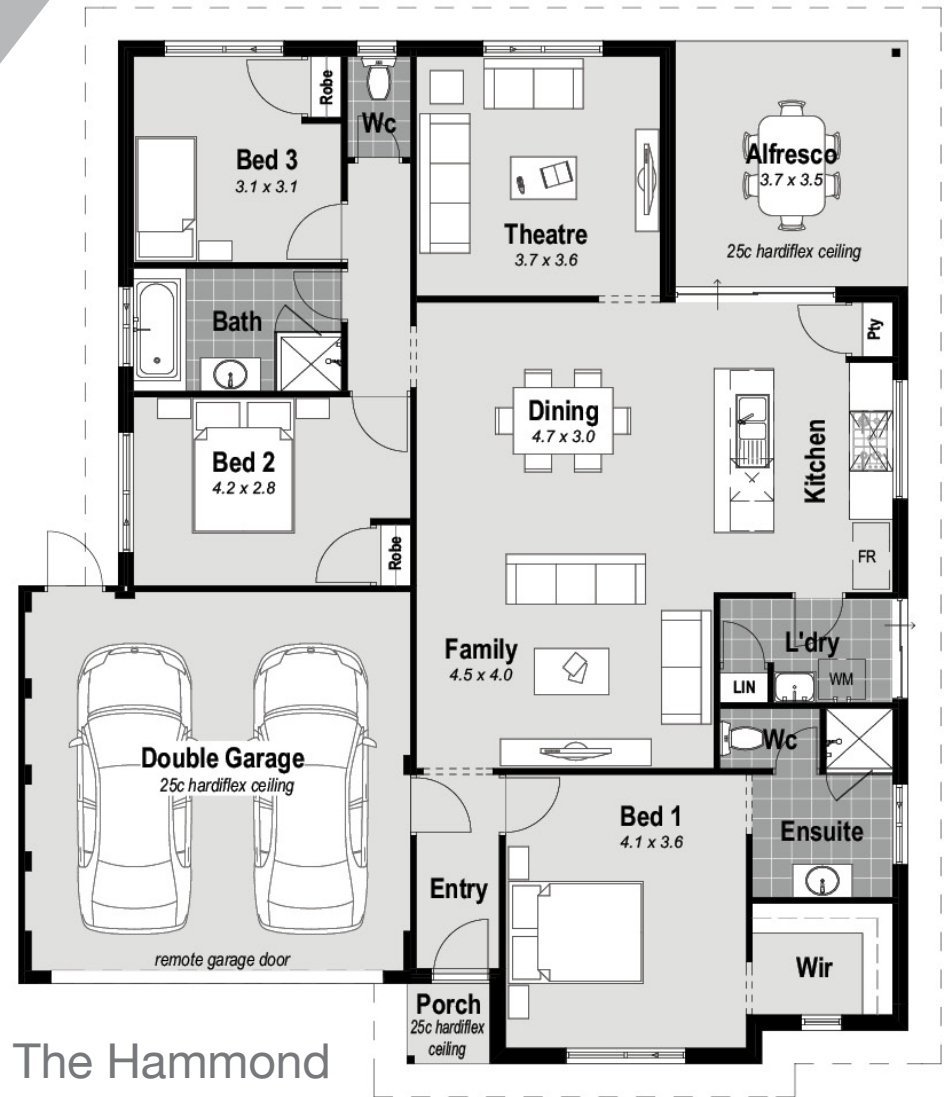 Robe
Wc
Bed 3
3.1 x 3.1
Theatre
3.7 x 3.6
Alfresco
3.7 x 3.5
25c hardiflex ceiling
Bath
Pty
Dining
4.7 x 3.0
Kitchen
Bed 2
4.2 x 2.8
Robe
FR
Family
4.5 x 4.0
L'dry
LIN
WM
Wc
Double Garage
25c hardiflex ceiling
Bed 1
4.1 x 3.6
Ensuite
Entry
remote garage door
Wir
Porch
25c hardiflex
ceiling
The Hammond